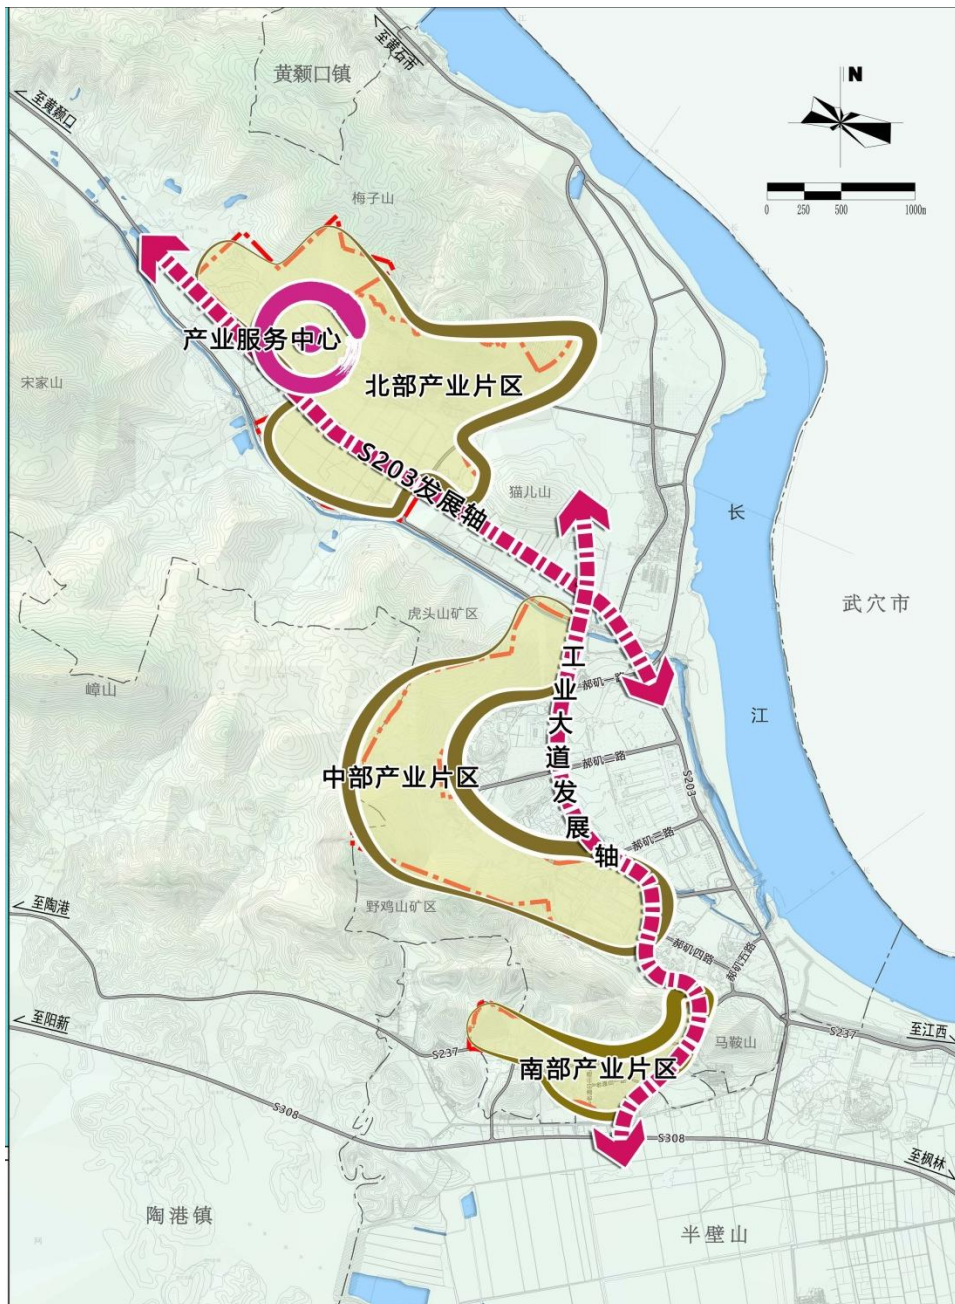 至黄石市
黄颡口镇
N
至黄颡口
0 250 500 1000m
梅子山
产业服务中心
宋家山
北部产业片区
S203发展轴
猫儿山
长
江
武穴市
虎头山矿区
嶂山
工业大道发展轴
郝矶一路
郝矶二路
S203
中部产业片区
郝矶三路
至陶港
野鸡山矿区
郝矶四路
郝矶五路
至阳新
S237
马鞍山
S237
至江西
南部产业片区
S308
S308
至枫林
陶港镇
半壁山